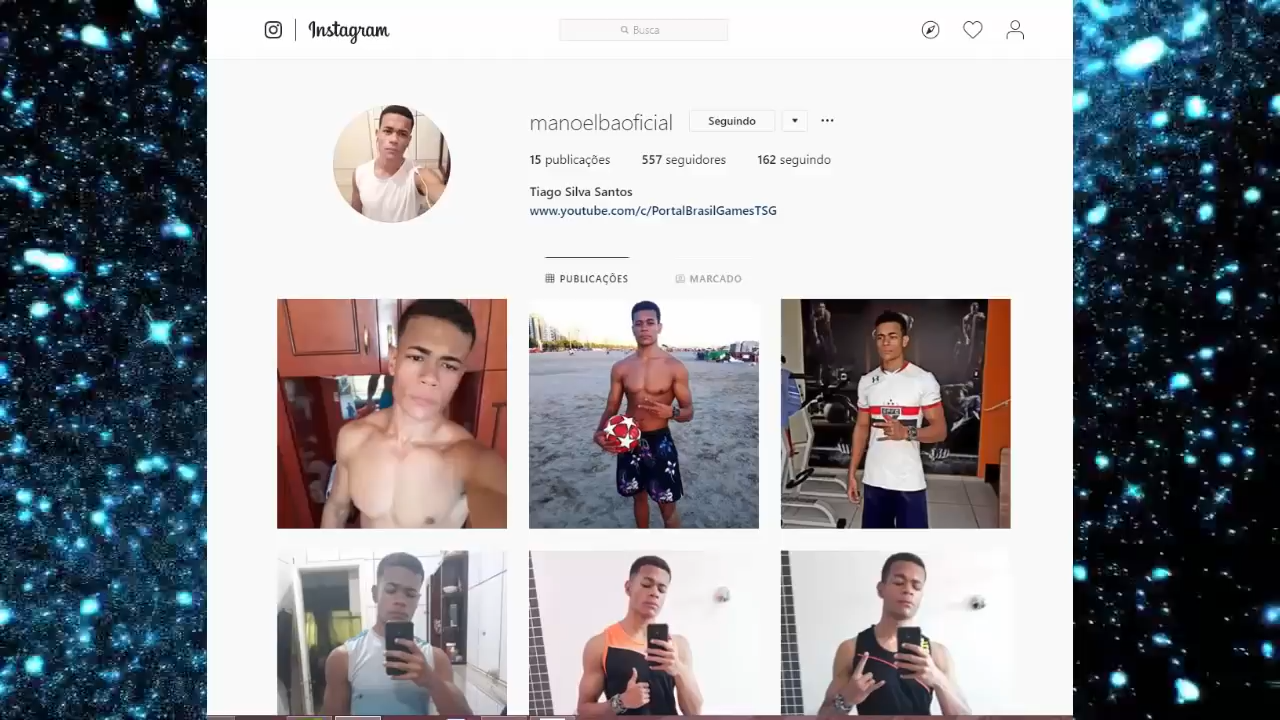 Instagram
Busca
manoelbaoficial Seguindo
15 publicações 557 seguidores 162 seguindo
Tiago Silva Santos
www.youtube.com/c/PortalBrasilGamesTSG
PUBLICAÇÕES MARCADO